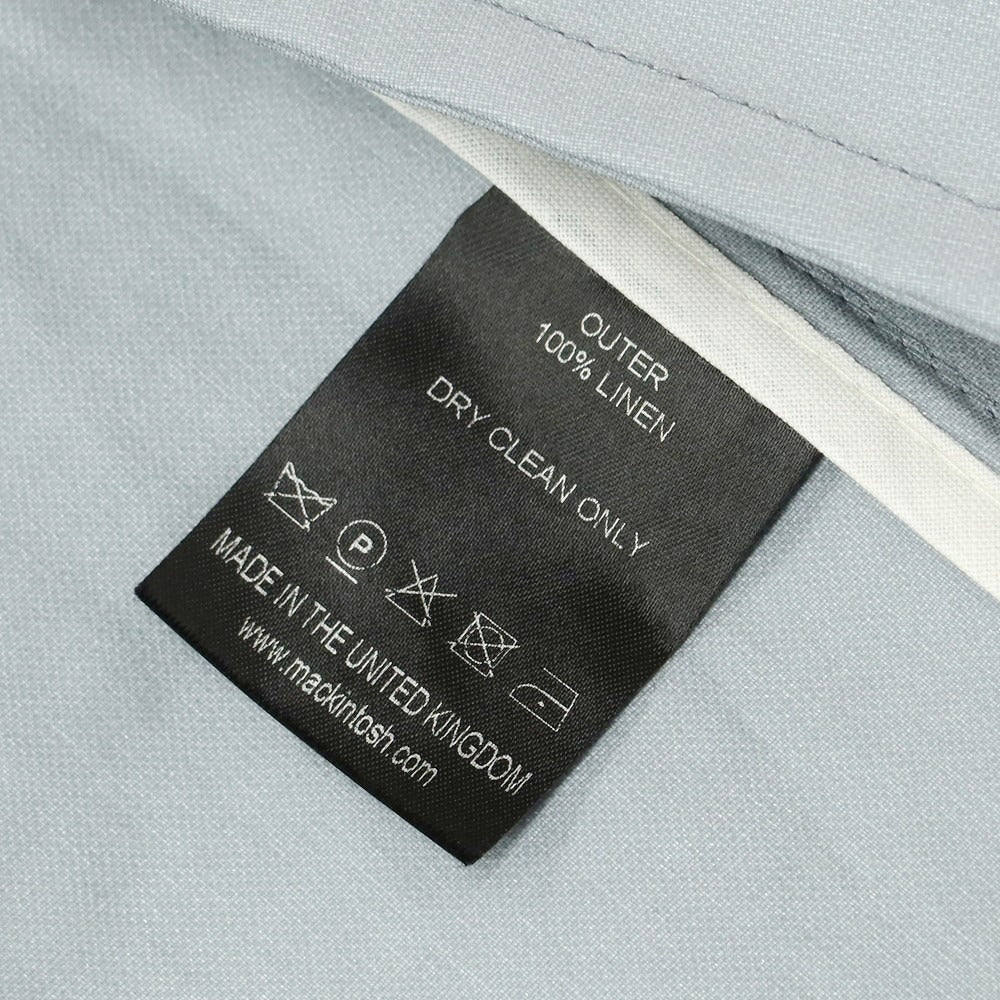 OUTER
100% LINEN
DRY CLEAN ONLY
P
MADE IN THE UNITED KINGDOM
www.mackintosh.com